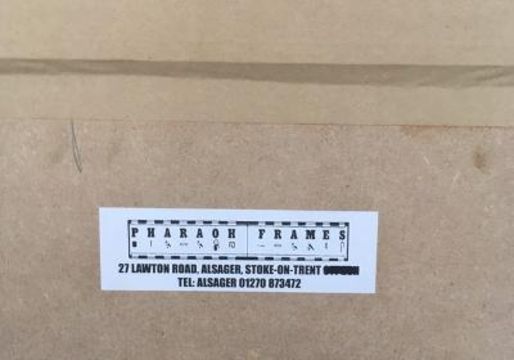 PHARAOH FRAMES
27 LAWTON ROAD, ALSAGER, STOKE-ON-TRENT
TEL: ALSAGER 01270 873472